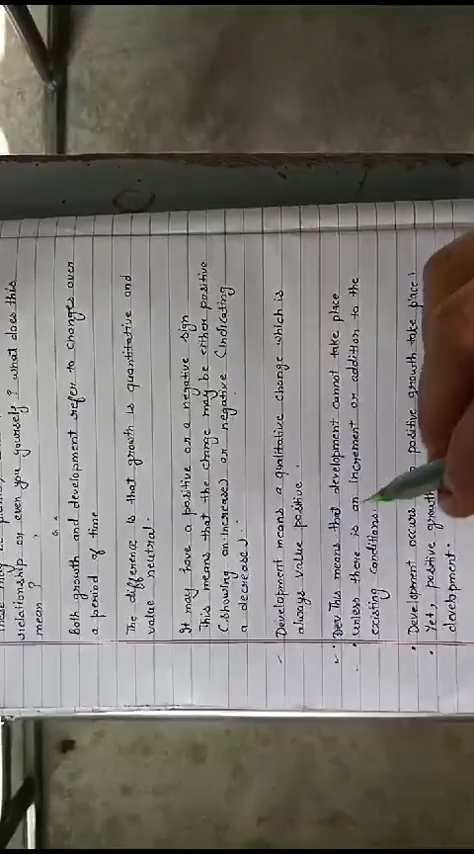 relationship or even you yourself ? what does this
mean ?
Both growth and development refer to changes over
a period of time
The difference is that growth is quantitative and
value neutral.
It may have a positive or a negative sign
This means that the change may be either positive
(showing an increase) or negative (indicating
a decrease).
Development means a qualitative change which is
always value positive.
Dev This means that development cannot take place
unless there is an increment or addition to the
existing conditions.
• Development occurs positive growth take place!
• Yet, positive growth
development.